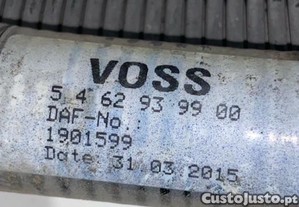 VOSS
5 4 62 93 99 00
DAF-No.:
1901599
Date: 31.03.2015
CustoJusto.pt